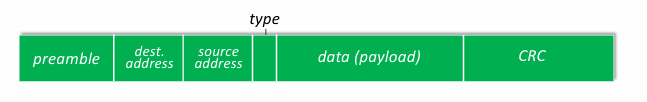 type
preamble
dest.
address
source
address
data (payload)
CRC